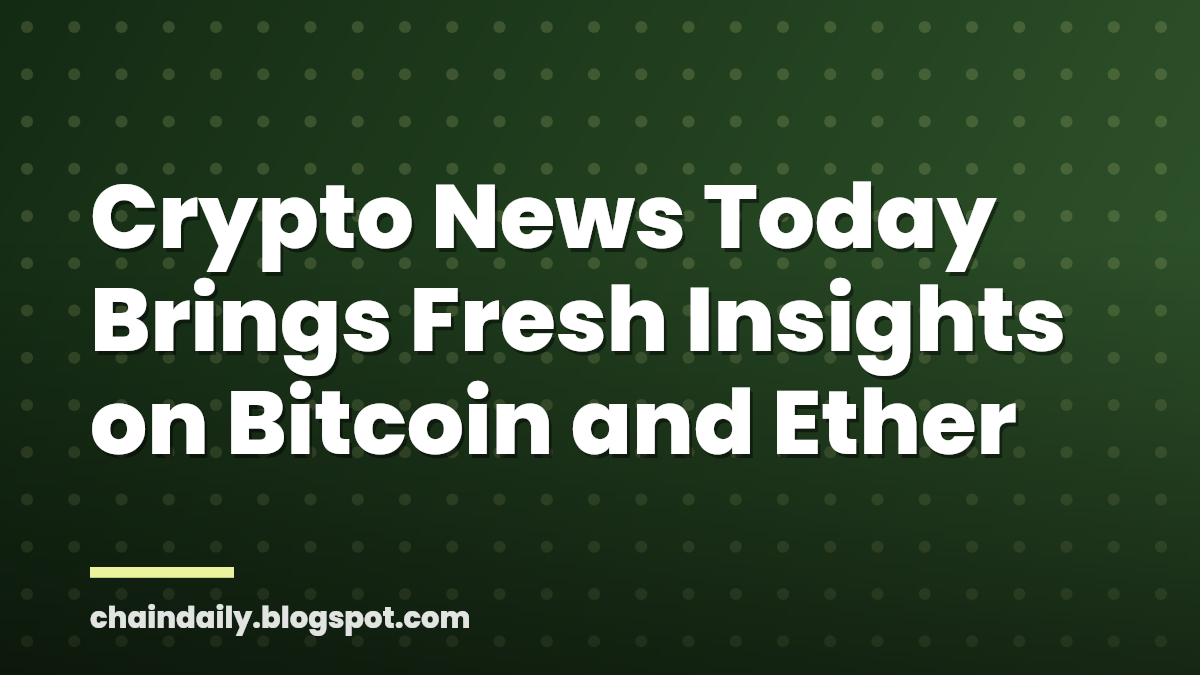 Crypto News Today
Brings Fresh Insights
on Bitcoin and Ether
chaindaily.blogspot.com